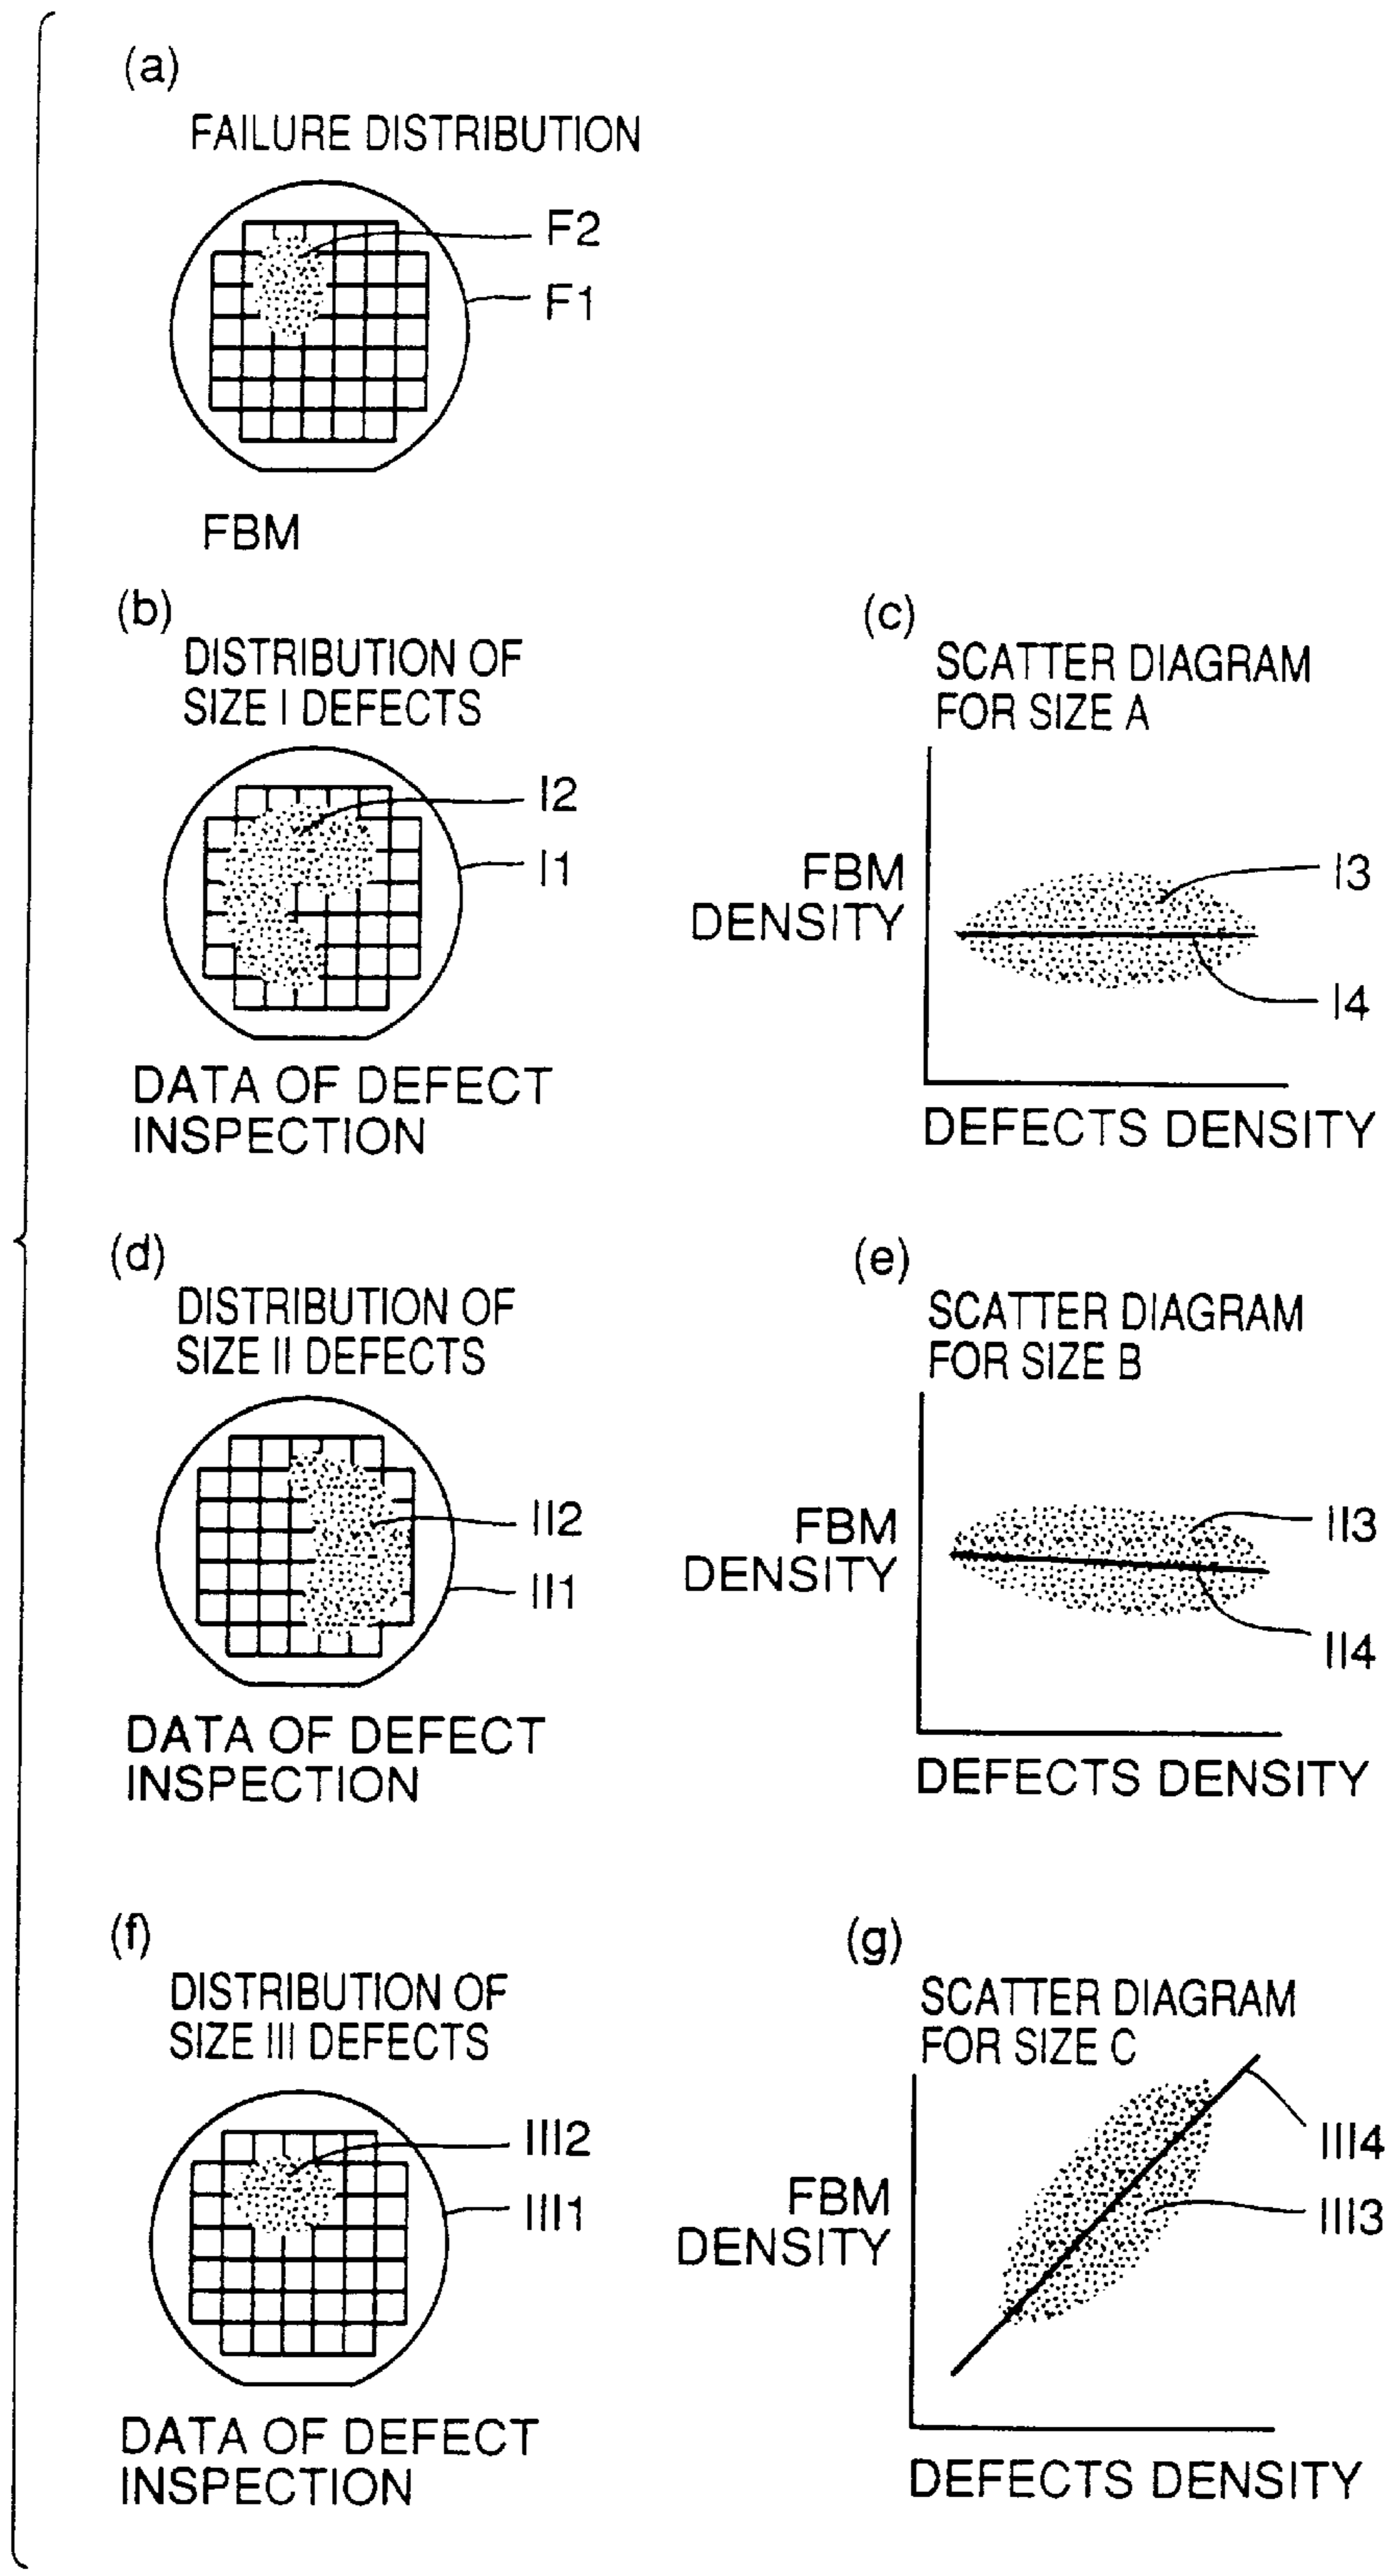 (a)
FAILURE DISTRIBUTION
F2
F1
FBM
(b)
DISTRIBUTION OF
SIZE I DEFECTS
I2
I1
DATA OF DEFECT
INSPECTION
(c)
SCATTER DIAGRAM
FOR SIZE A
FBM
DENSITY
I3
I4
DEFECTS DENSITY
(d)
DISTRIBUTION OF
SIZE II DEFECTS
II2
II1
DATA OF DEFECT
INSPECTION
(e)
SCATTER DIAGRAM
FOR SIZE B
FBM
DENSITY
II3
II4
DEFECTS DENSITY
(f)
DISTRIBUTION OF
SIZE III DEFECTS
III2
III1
DATA OF DEFECT
INSPECTION
(g)
SCATTER DIAGRAM
FOR SIZE C
III4
FBM
DENSITY
III3
DEFECTS DENSITY